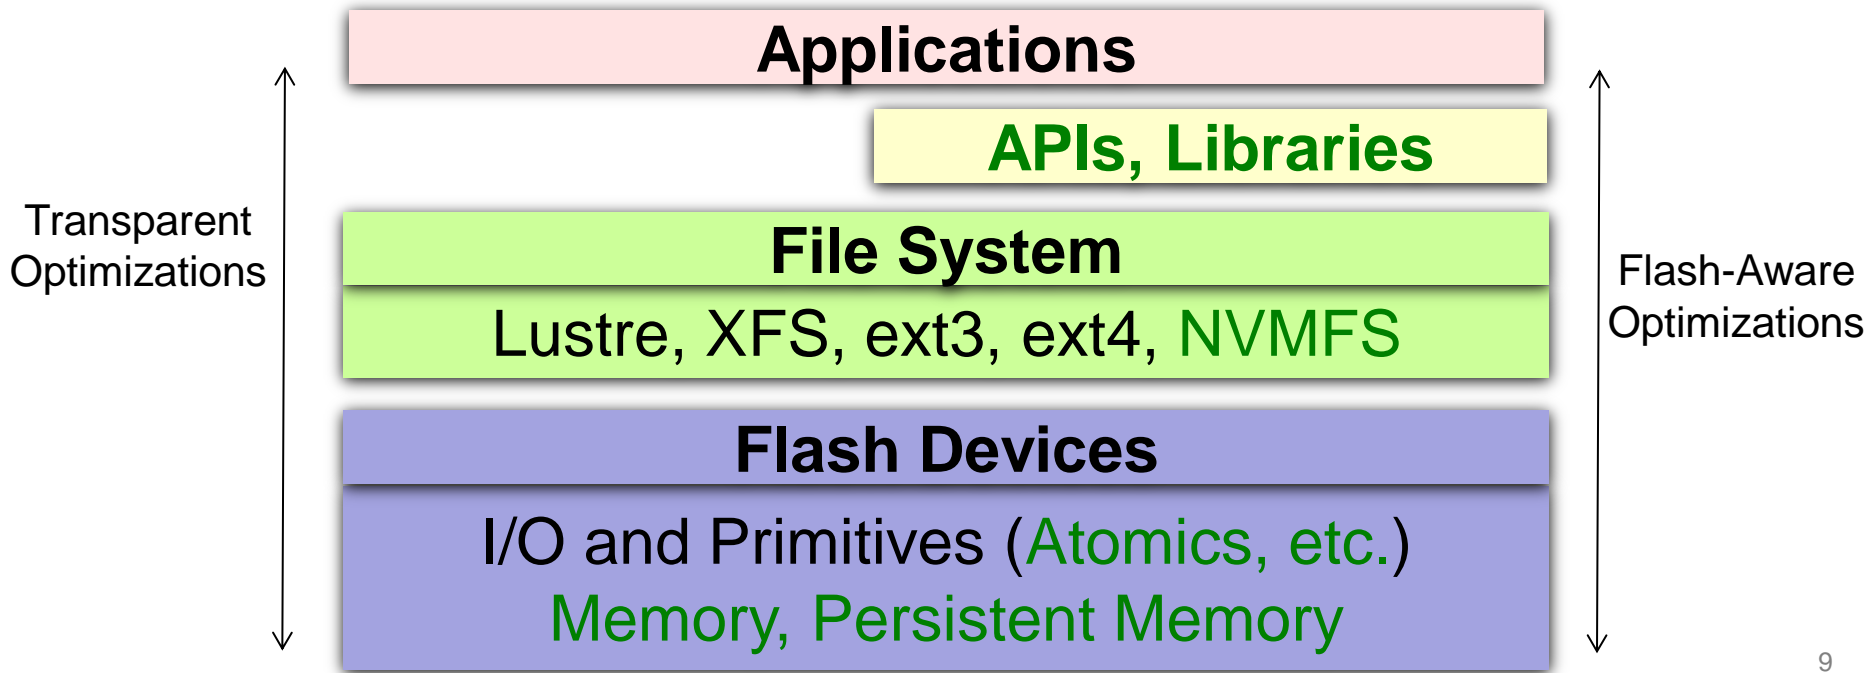 Applications
APIs, Libraries
Transparent
Optimizations
File System
Lustre, XFS, ext3, ext4, NVMFS
Flash-Aware
Optimizations
Flash Devices
I/O and Primitives (Atomics, etc.)
Memory, Persistent Memory
9